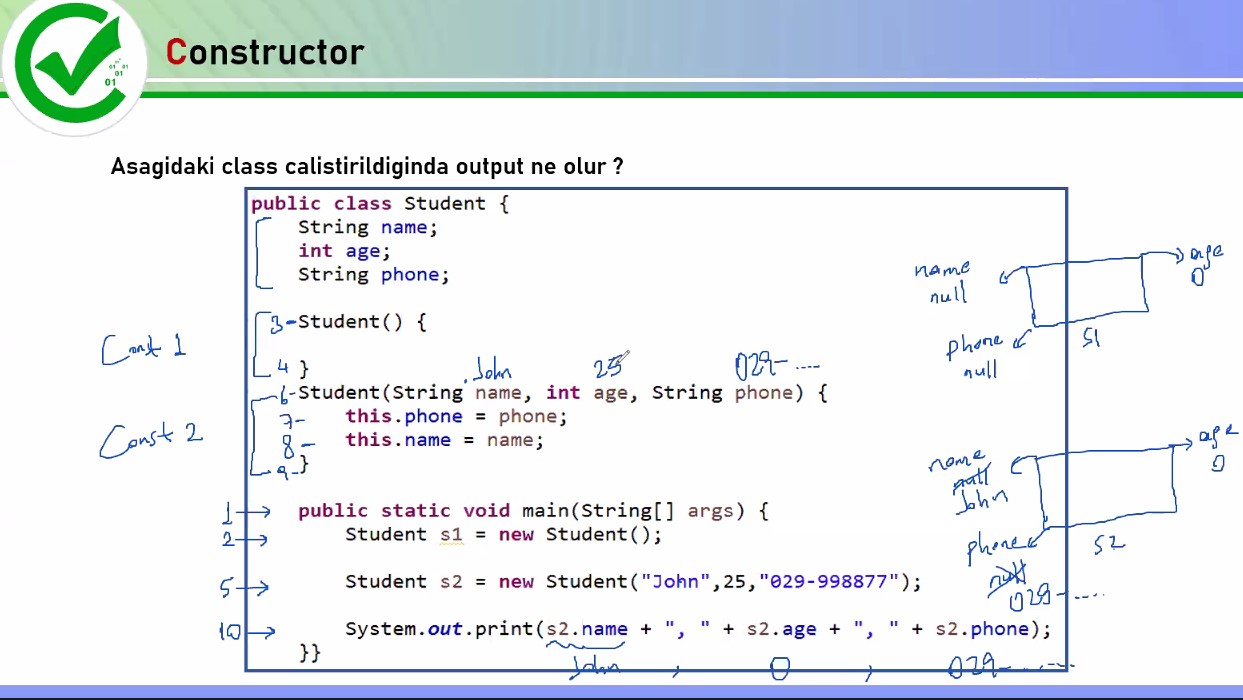 Constructor
01 01
01
01
Asagidaki class calistirildiginda output ne olur ?
public class Student {
String name;
int age;
String phone;
3-Student() {
Const 1
4 }
John 25 029- ....
6-Student(String name, int age, String phone) {
7- this.phone = phone;
Const 2
8- this.name = name;
9-}
1 public static void main(String[] args) {
2 Student s1 = new Student();
5 Student s2 = new Student("John",25,"029-998877");
10 System.out.print(s2.name + ", " + s2.age + ", " + s2.phone);
}}
John , 0 , 029-......
name
null
age
0
phone
null
S1
name
null
John
age
0
phone
null
029-....
S2